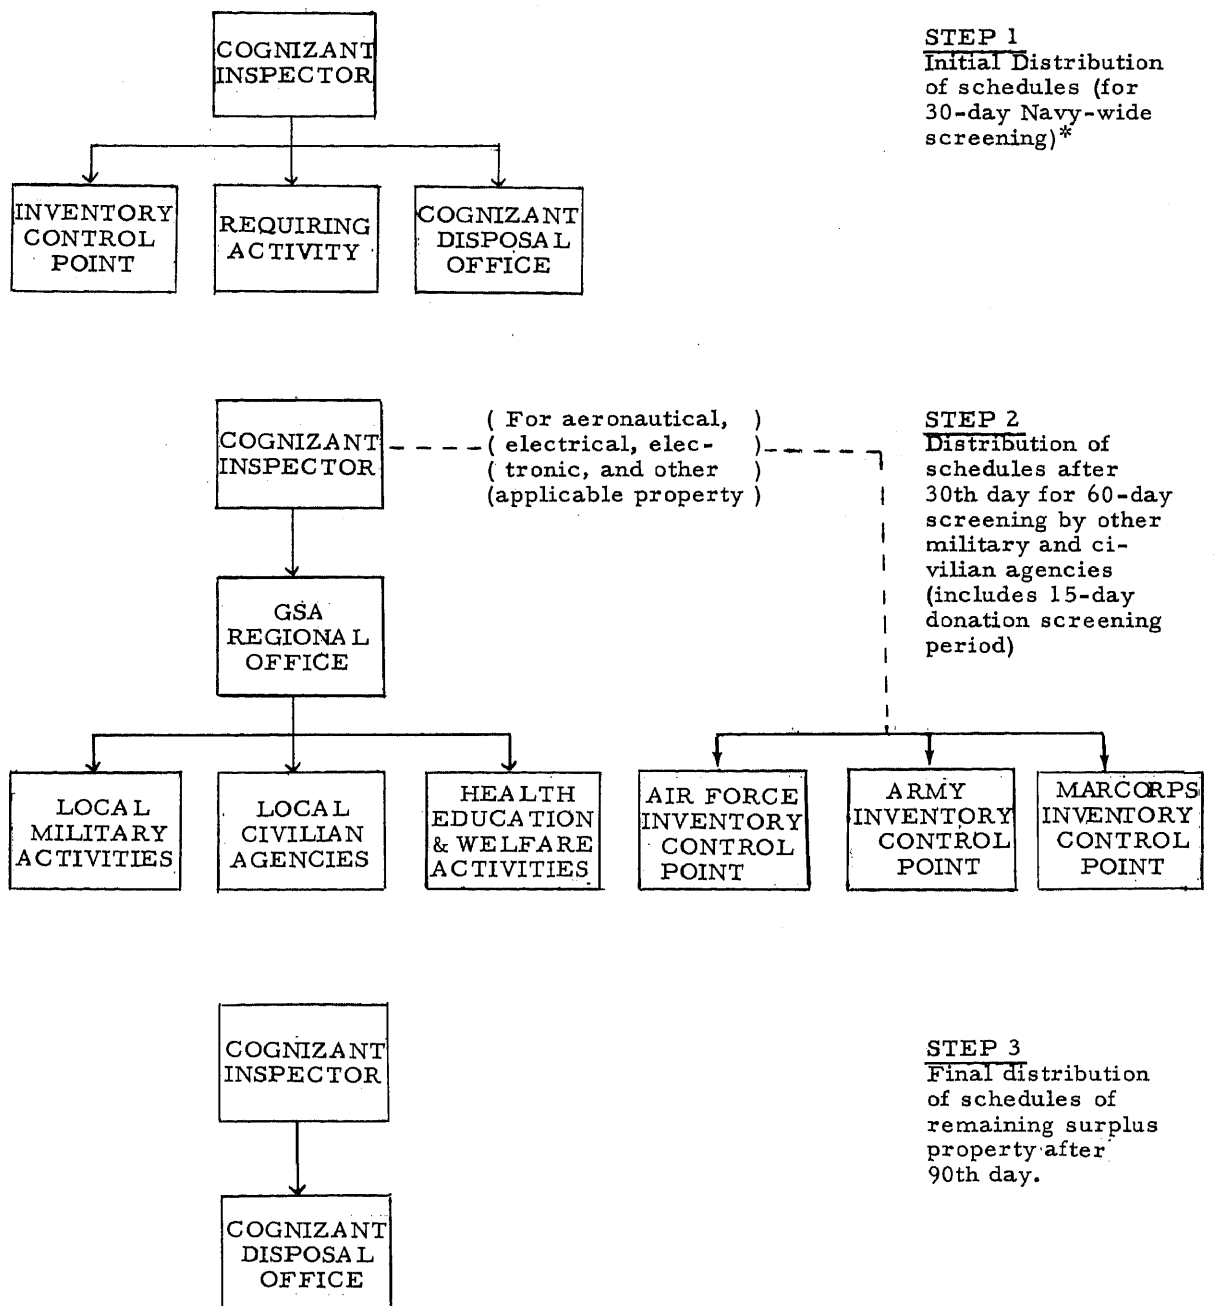 COGNIZANT
INSPECTOR
STEP 1
Initial Distribution
of schedules (for
30-day Navy-wide
screening)*
INVENTORY
CONTROL
POINT
REQUIRING
ACTIVITY
COGNIZANT
DISPOSAL
OFFICE
COGNIZANT
INSPECTOR
( For aeronautical, )
( electrical, elec- )
( tronic, and other )
(applicable property )
STEP 2
Distribution of
schedules after
30th day for 60-day
screening by other
military and ci-
vilian agencies
(includes 15-day
donation screening
period)
GSA
REGIONAL
OFFICE
LOCAL
MILITARY
ACTIVITIES
LOCAL
CIVILIAN
AGENCIES
HEALTH
EDUCATION
& WELFARE
ACTIVITIES
AIR FORCE
INVENTORY
CONTROL
POINT
ARMY
INVENTORY
CONTROL
POINT
MARCORPS
INVENTORY
CONTROL
POINT
COGNIZANT
INSPECTOR
STEP 3
Final distribution
of schedules of
remaining surplus
property after
90th day.
COGNIZANT
DISPOSAL
OFFICE